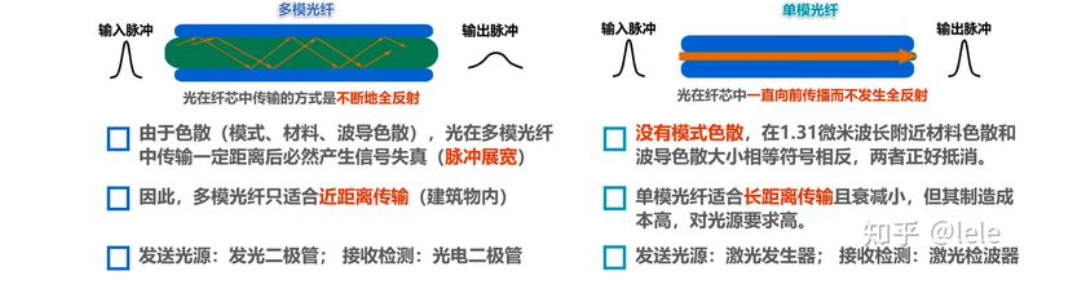 多模光纤
输入脉冲
输出脉冲
光在纤芯中传输的方式是不断地全反射
由于色散（模式、材料、波导色散），光在多模光纤
中传输一定距离后必然产生信号失真（脉冲展宽）
因此，多模光纤只适合近距离传输（建筑物内）
发送光源：发光二极管； 接收检测：光电二极管
单模光纤
输入脉冲
输出脉冲
光在纤芯中一直向前传播而不发生全反射
没有模式色散，在1.31微米波长附近材料色散和
波导色散大小相等符号相反，两者正好抵消。
单模光纤适合长距离传输且衰减小，但其制造成
本高，对光源要求高。
知乎 @lele
发送光源：激光发生器； 接收检测：激光检波器